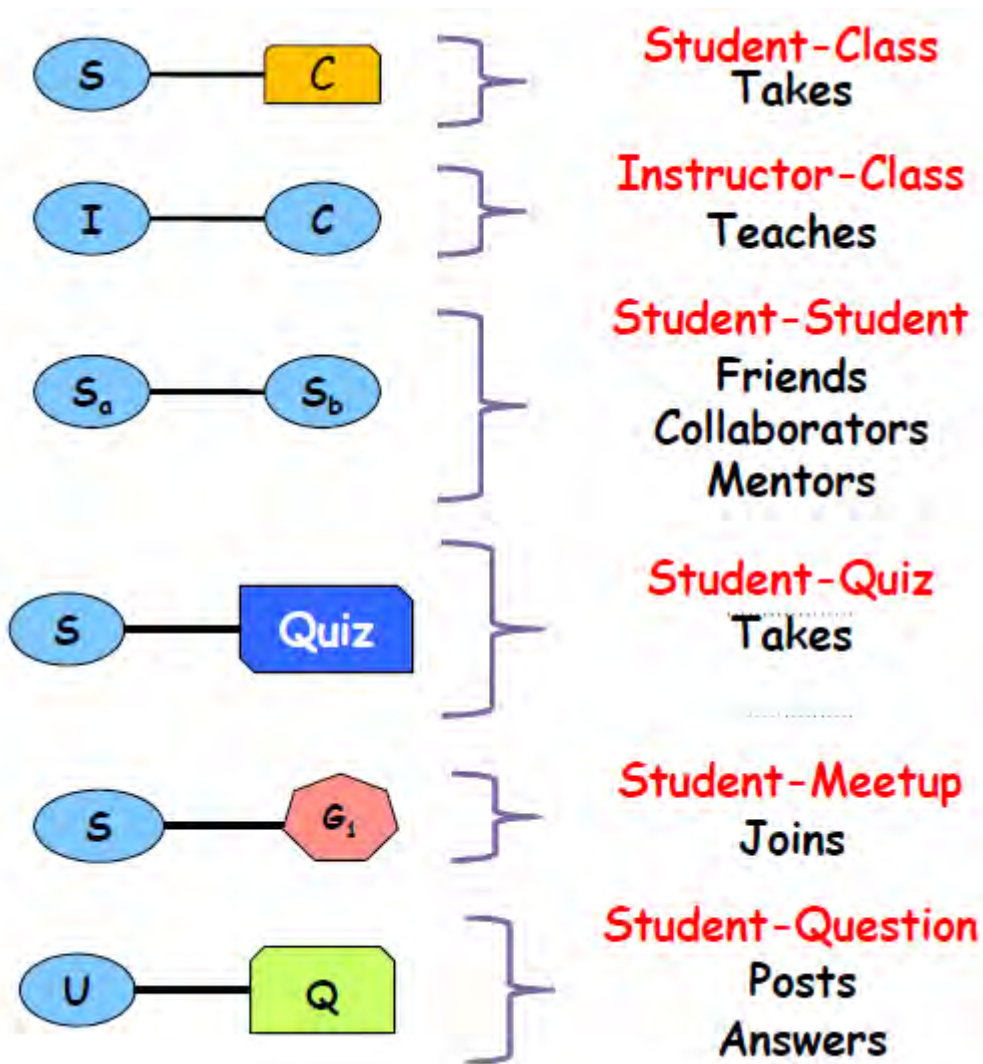 S C Student-Class
Takes
I C Instructor-Class
Teaches
Student-Student
Sa Sb Friends
Collaborators
Mentors
Student-Quiz
S Quiz Takes
Student-Meetup
S G1 Joins
Student-Question
U Q Posts
Answers